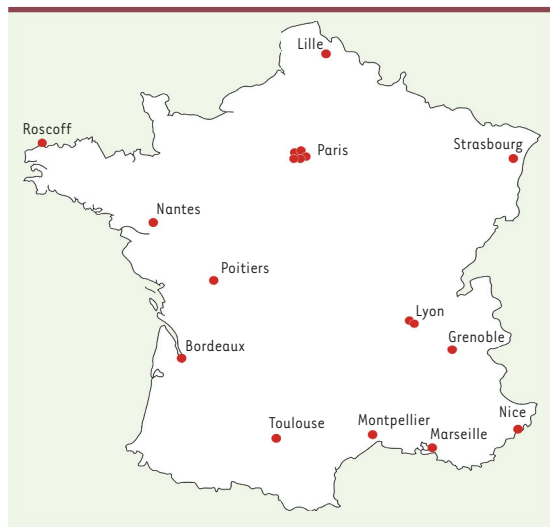 Lille
Roscoff
Paris
Strasbourg
Nantes
Poitiers
Lyon
Grenoble
Bordeaux
Nice
Toulouse
Montpellier
Marseille